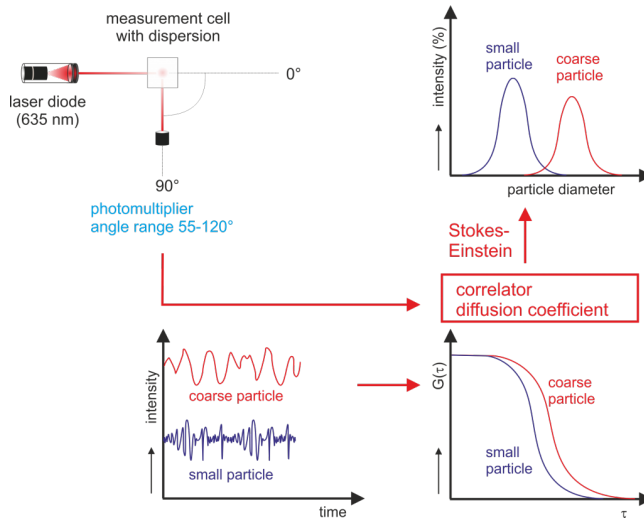 measurement cell
with dispersion
0°
laser diode
(635 nm)
90°
photomultiplier
angle range 55-120°
intensity (%)
small
particle
coarse
particle
particle diameter
Stokes-
Einstein
correlator
diffusion coefficient
intensity
coarse particle
small particle
time
G(τ)
coarse
particle
small
particle
τ